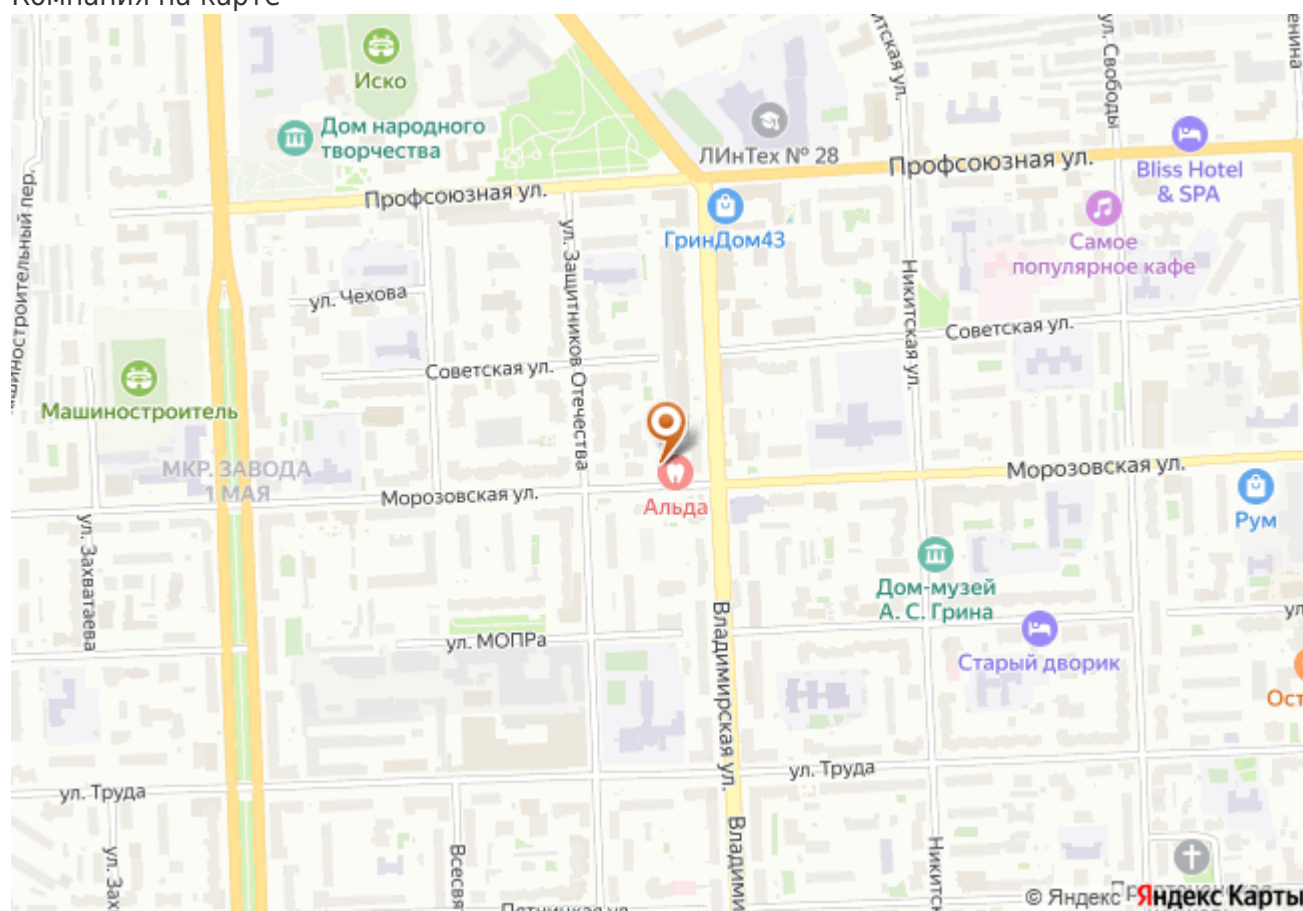 Компания на карте
Иско
Дом народного
творчества
ЛИнТех № 28
Профсоюзная ул.
Bliss Hotel
& SPA
ул. Свободы
Профсоюзная ул.
ГринДом43
Самое
популярное кафе
ул. Защитников Отечества
ул. Чехова
Никитская ул.
Советская ул.
Советская ул.
Машиностроитель
МКР. ЗАВОДА
1 МАЯ
Морозовская ул.
Морозовская ул.
Альда
Рум
ул. Захватаева
Дом-музей
А. С. Грина
ул. МОПРа
Старый дворик
Владимирская ул.
ул. Труда
ул. Труда
© Яндекс
Яндекс Карты